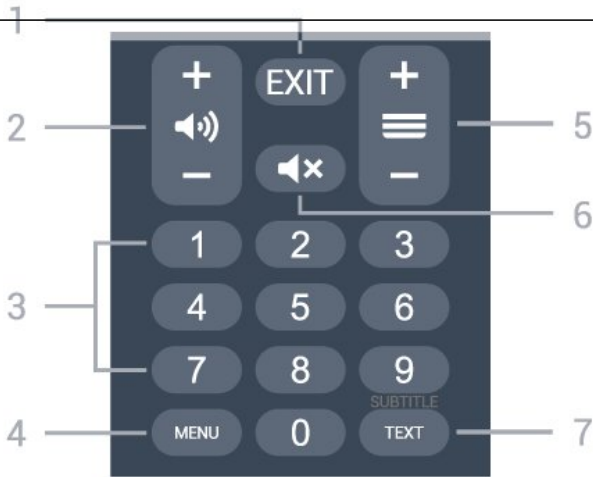 1
+ EXIT +
2 5
- -
6
1 2 3
3
4 5 6
7 8 9
SUBTITLE
4 MENU 0 TEXT 7